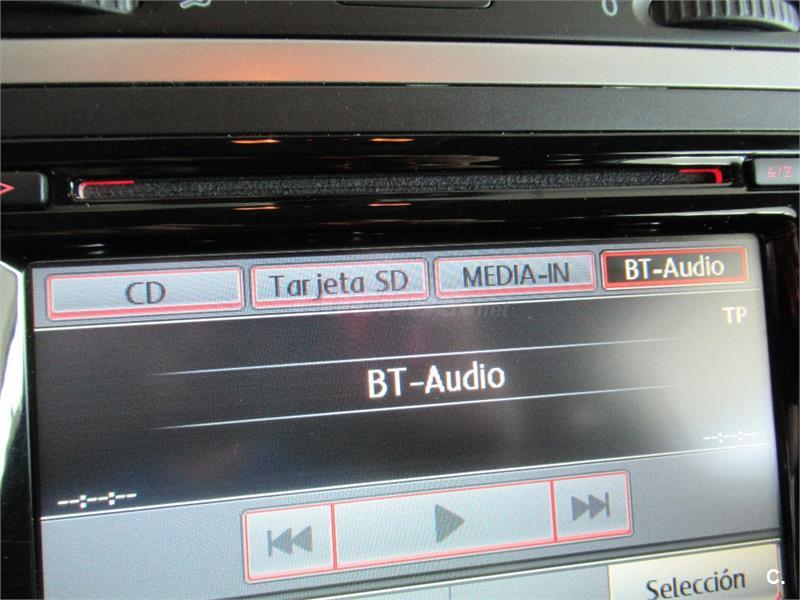 CD Tarjeta SD MEDIA-IN BT-Audio
TP
BT-Audio
--:--:-- --:--:--
Selección
C.